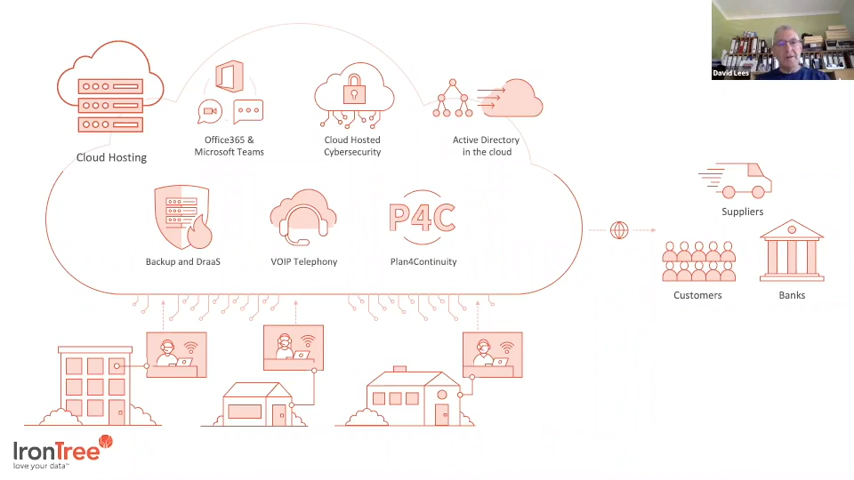 David Lees
Office365 &
Microsoft Teams
Cloud Hosted
Cybersecurity
Active Directory
in the cloud
Cloud Hosting
P4C
Backup and DraaS
VOIP Telephony
Plan4Continuity
Suppliers
Customers
Banks
IronTree
love your data™